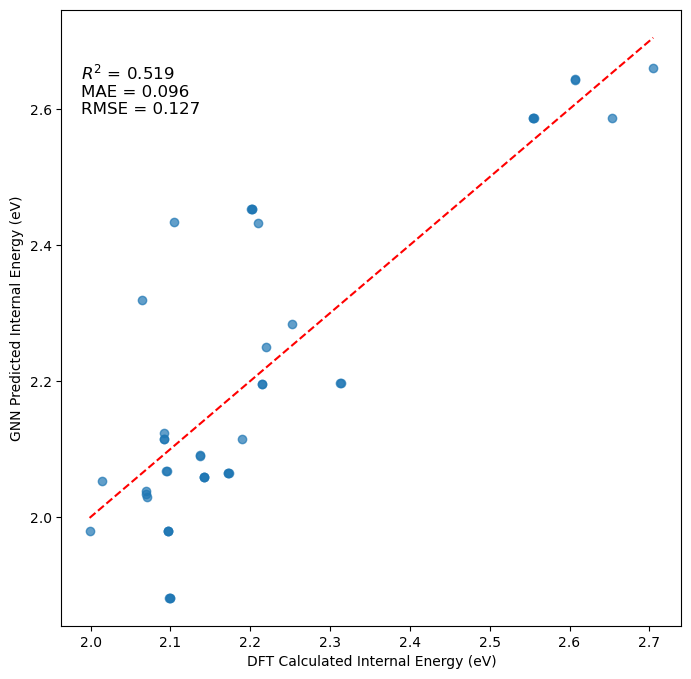 R² = 0.519
MAE = 0.096
RMSE = 0.127
GNN Predicted Internal Energy (eV)
2.6
2.4
2.2
2.0
2.0 2.1 2.2 2.3 2.4 2.5 2.6 2.7
DFT Calculated Internal Energy (eV)